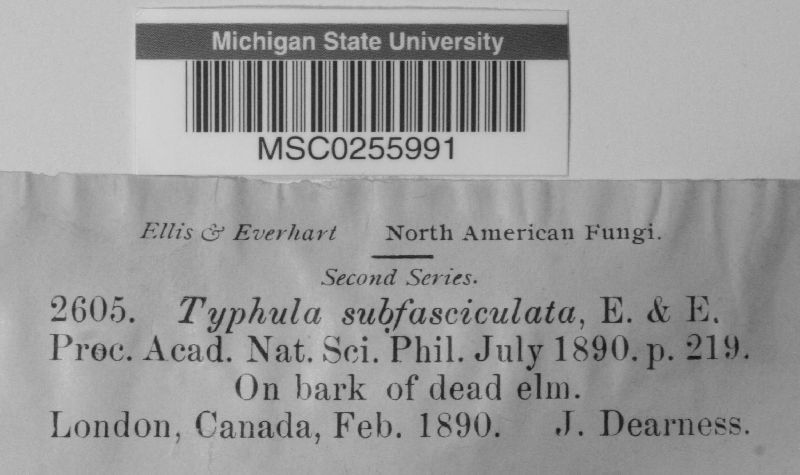 Michigan State University
MSC0255991
Ellis & Everhart North American Fungi.
Second Series.
2605. Typhula subfasciculata, E. & E.
Proc. Acad. Nat. Sci. Phil. July 1890. p. 219.
On bark of dead elm.
London, Canada, Feb. 1890. J. Dearness.